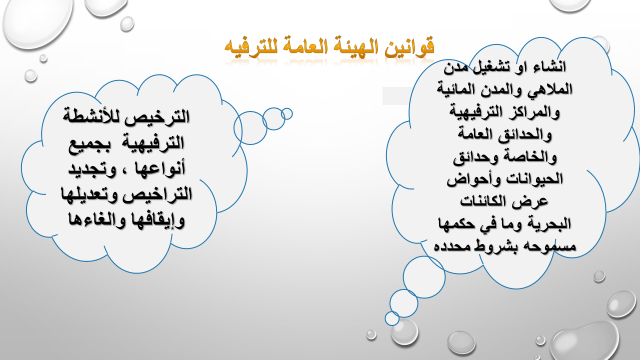 قوانين الهيئة العامة للترفيه
انشاء او تشغيل مدن
الملاهي والمدن المائية
والمراكز الترفيهية
والحدائق العامة
والخاصة وحدائق
الحيوانات وأحواض
عرض الكائنات
البحرية وما في حكمها
مسموحه بشروط محدده
الترخيص للأنشطة
الترفيهية بجميع
أنواعها ، وتجديد
التراخيص وتعديلها
وإيقافها والغاءها